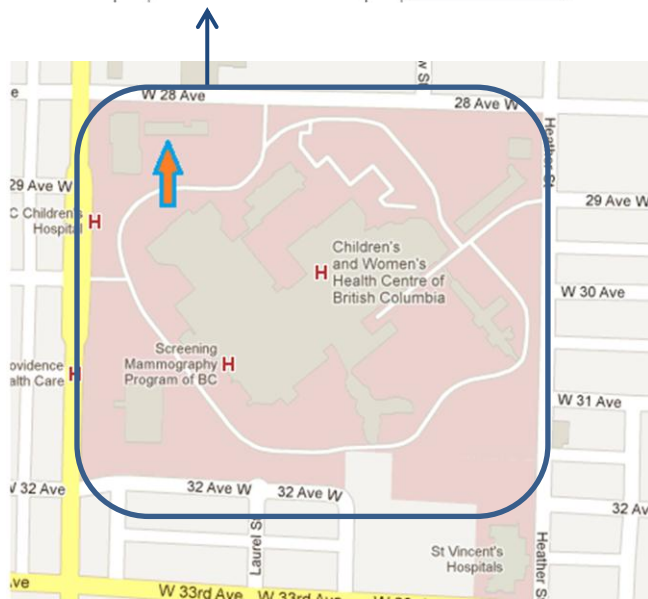 W 28 Ave
28 Ave W
Heather St
29 Ave W
29 Ave W
C Children's
Hospital
H
Children's
and Women's
Health Centre of
British Columbia
H
W 30 Ave
Screening
Mammography
Program of BC
H
ovidence
alth Care
H
W 31 Ave
32 Ave
32 Ave W
32 Ave W
32 Av
Laurel St
St Vincent's
Hospitals
Heather S
ve
W 33rd Ave
W 33rd Ave